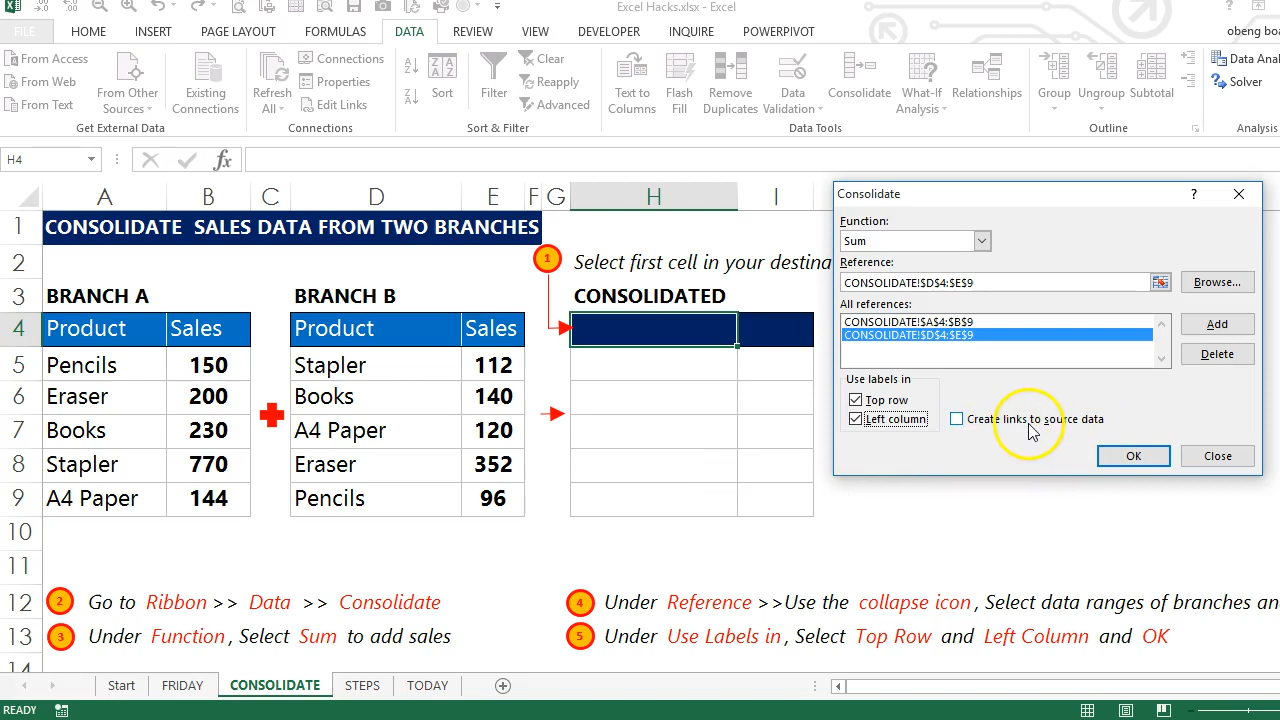 Excel Hacks.xlsx - Excel
FILE HOME INSERT PAGE LAYOUT FORMULAS DATA REVIEW VIEW DEVELOPER INQUIRE POWERPIVOT obeng boa
From Access
From Web
From Text
From Other Sources
Existing Connections
Get External Data
Refresh All
Connections
Properties
Edit Links
Connections
Sort
Filter
Clear
Reapply
Advanced
Sort & Filter
Text to Columns
Flash Fill
Remove Duplicates
Data Validation
Consolidate
What-If Analysis
Relationships
Data Tools
Group
Ungroup
Subtotal
Outline
Data Anal
Solver
Analysis
H4 fx
A B C D E F G H I
1 CONSOLIDATE SALES DATA FROM TWO BRANCHES
2 1 Select first cell in your destina
3 BRANCH A BRANCH B CONSOLIDATED
4 Product Sales Product Sales
5 Pencils 150 Stapler 112
6 Eraser 200 Books 140
7 Books 230 A4 Paper 120
8 Stapler 770 Eraser 352
9 A4 Paper 144 Pencils 96
10
11
12 2 Go to Ribbon >> Data >> Consolidate 4 Under Reference >>Use the collapse icon, Select data ranges of branches an
13 3 Under Function, Select Sum to add sales 5 Under Use Labels in, Select Top Row and Left Column and OK
14
Consolidate ?
Function:
Sum
Reference:
CONSOLIDATE!$D$4:$E$9 Browse...
All references:
CONSOLIDATE!$A$4:$B$9 Add
CONSOLIDATE!$D$4:$E$9
Delete
Use labels in
Top row
Left column Create links to source data
OK Close
Start FRIDAY CONSOLIDATE STEPS TODAY
READY